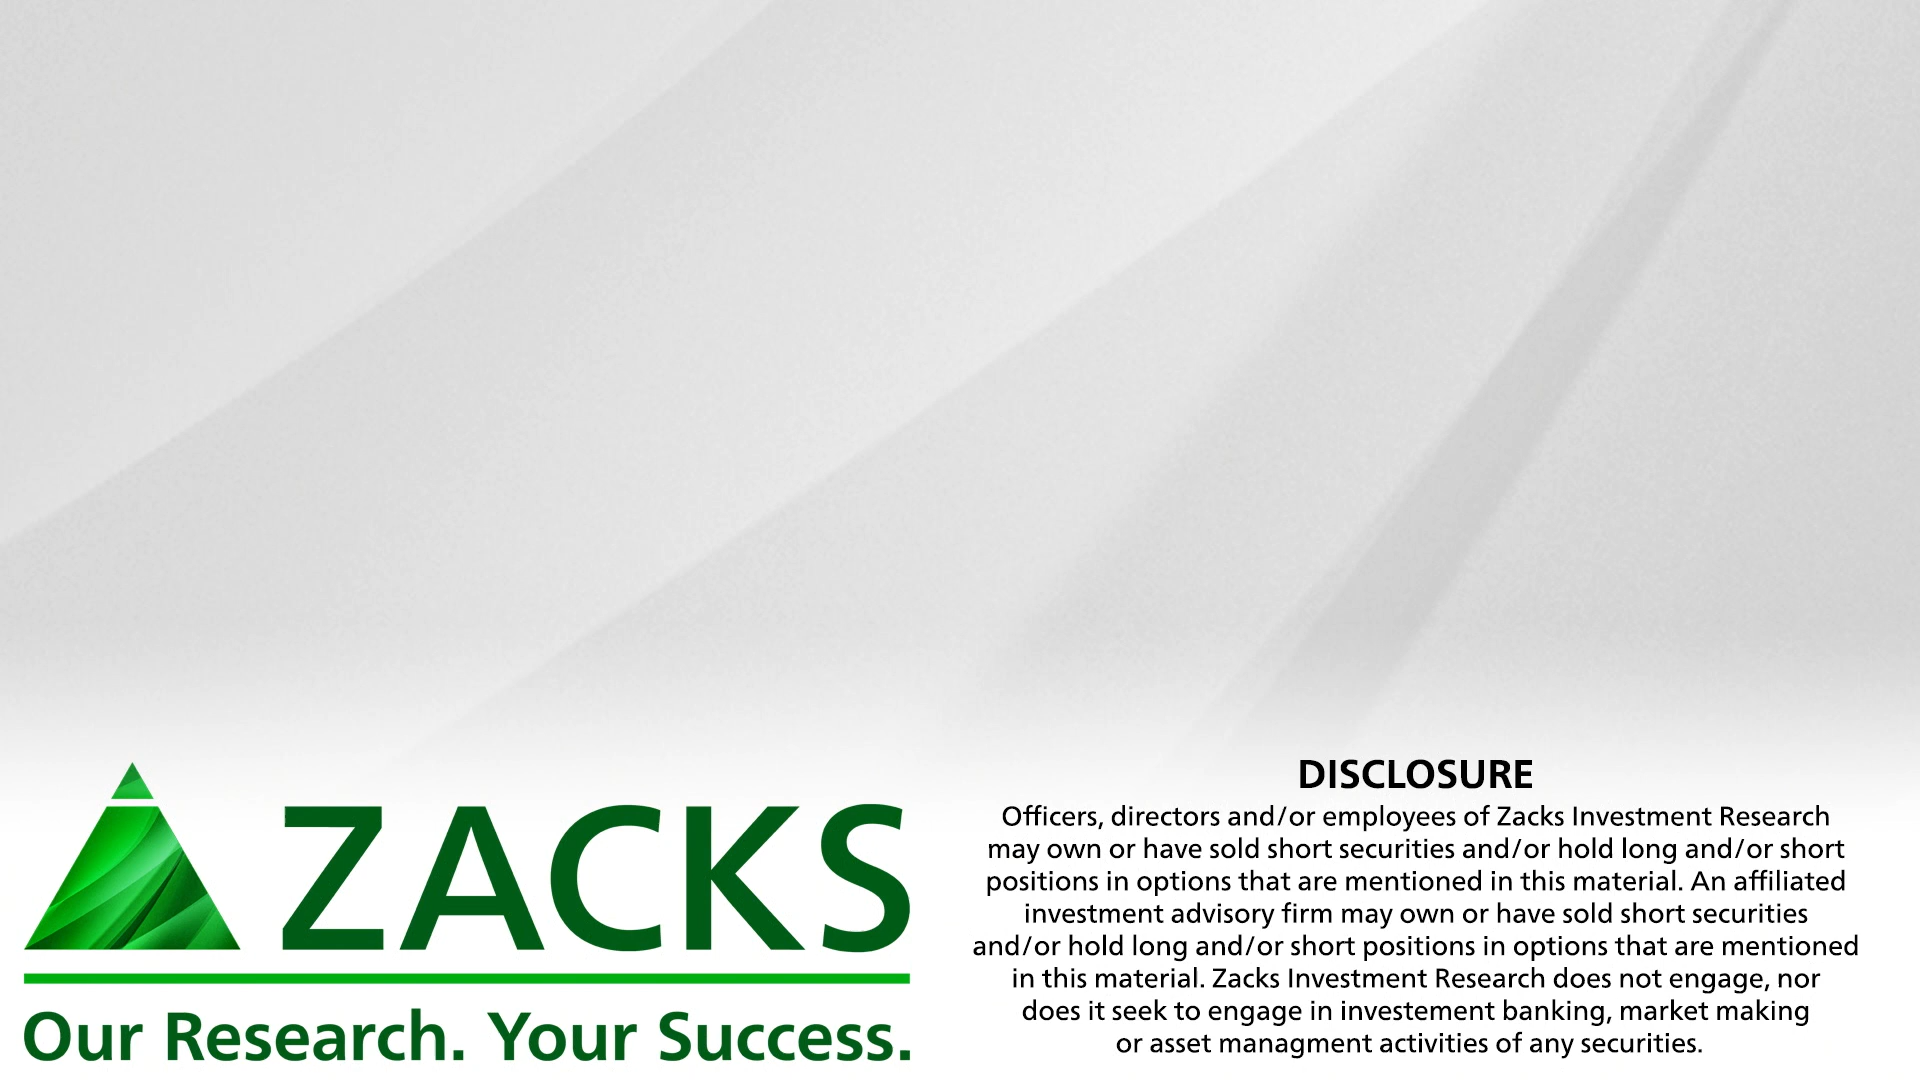 ZACKS
Our Research. Your Success.
DISCLOSURE
Officers, directors and/or employees of Zacks Investment Research
may own or have sold short securities and/or hold long and/or short
positions in options that are mentioned in this material. An affiliated
investment advisory firm may own or have sold short securities
and/or hold long and/or short positions in options that are mentioned
in this material. Zacks Investment Research does not engage, nor
does it seek to engage in investement banking, market making
or asset managment activities of any securities.